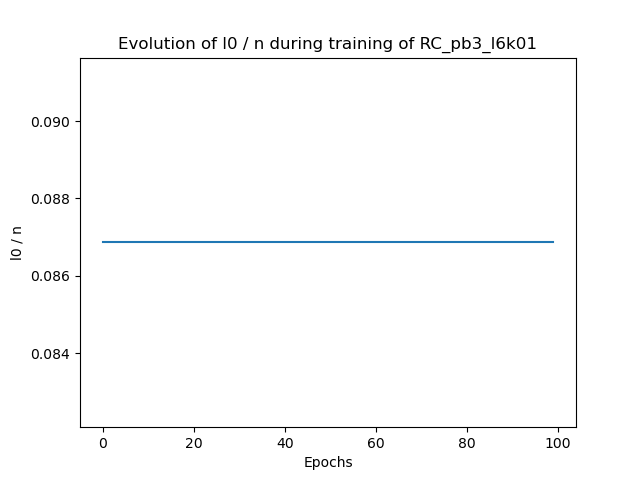 Evolution of l0 / n during training of RC_pb3_l6k01
0.090
0.088
0.086
0.084
l0 / n
0 20 40 60 80 100
Epochs